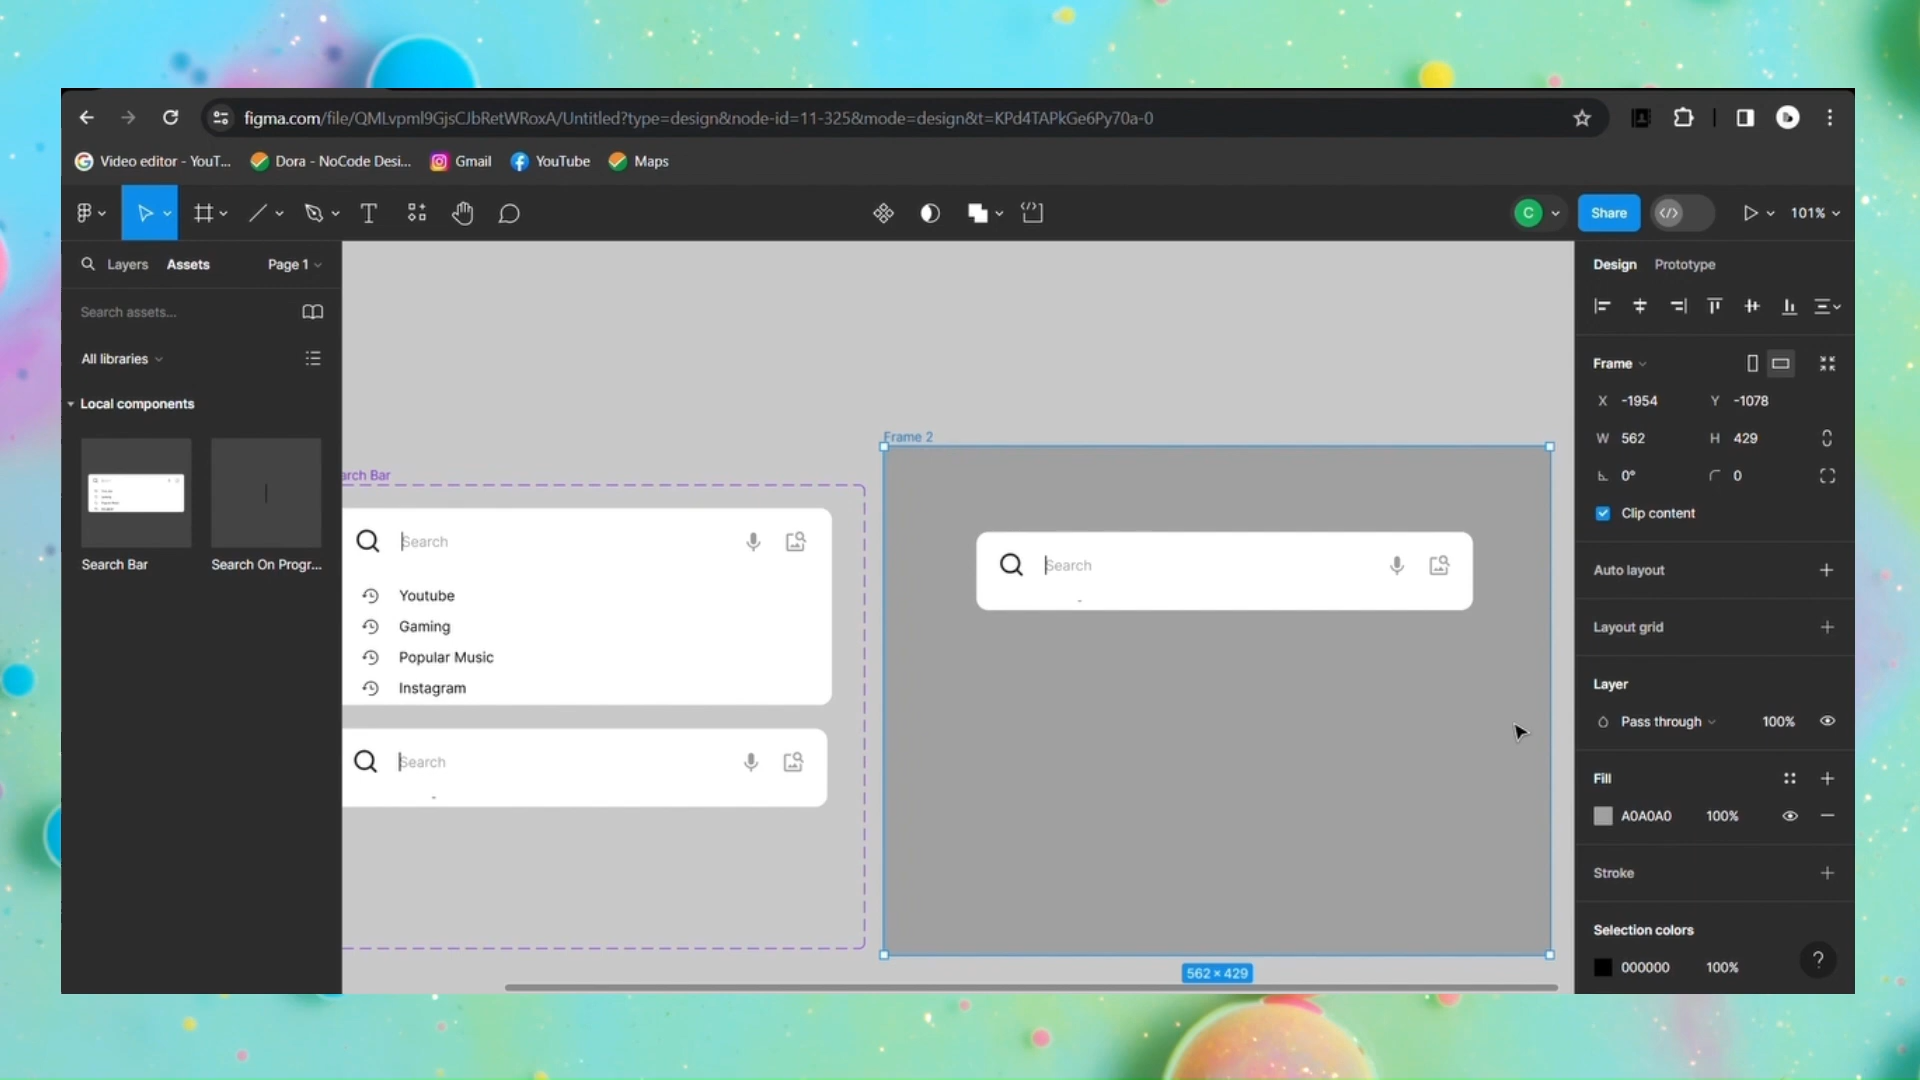 figma.com/file/QMLvpml9GjsCJbRetWRoxA/Untitled?type=design&node-id=11-325&mode=design&t=KPd4TAPkGe6Py70a-0
Video editor - YouT... Dora - NoCode Desi... Gmail YouTube Maps
C Share 101%
Layers Assets Page 1
Search assets...
All libraries
Local components
Search Bar Search On Progr...
arch Bar
Search
Youtube
Gaming
Popular Music
Instagram
Search
Frame 2
Search
562 × 429
Design Prototype
Frame
X -1954 Y -1078
W 562 H 429
0° 0
Clip content
Auto layout
Layout grid
Layer
Pass through 100%
Fill
A0A0A0 100%
Stroke
Selection colors
000000 100%
?